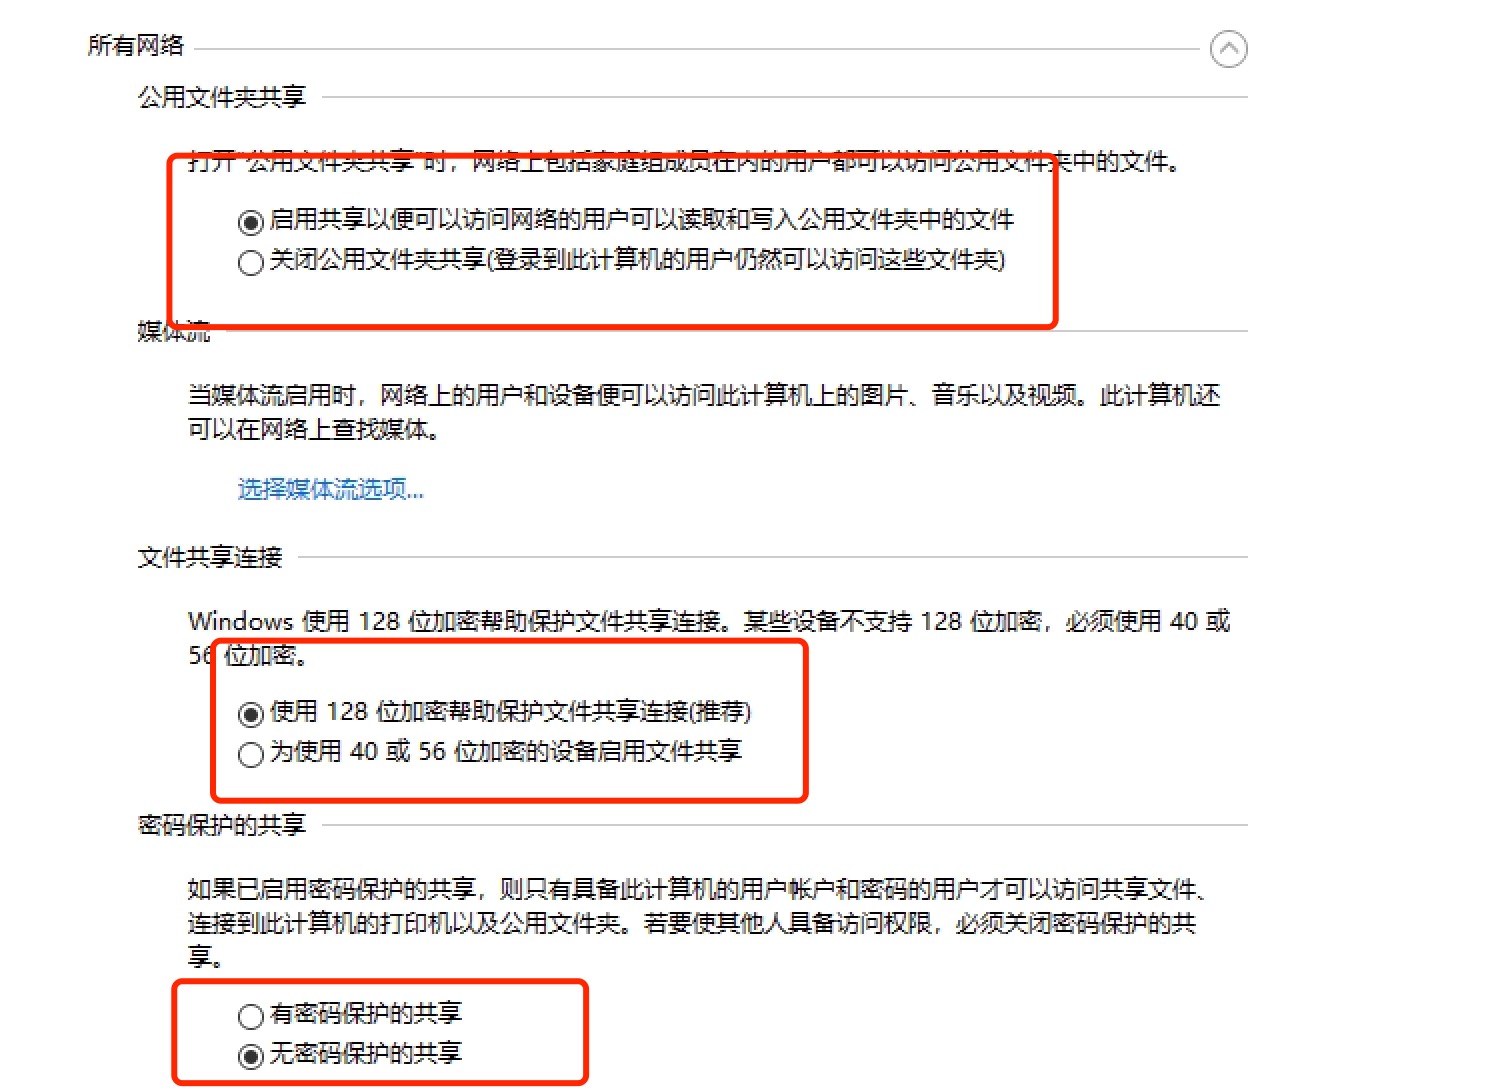 所有网络
公用文件夹共享
打开"公用文件夹共享"时，网络上包括家庭组成员在内的用户都可以访问公用文件夹中的文件。
启用共享以便可以访问网络的用户可以读取和写入公用文件夹中的文件
关闭公用文件夹共享(登录到此计算机的用户仍然可以访问这些文件夹)
媒体流
当媒体流启用时，网络上的用户和设备便可以访问此计算机上的图片、音乐以及视频。此计算机还
可以在网络上查找媒体。
选择媒体流选项...
文件共享连接
Windows 使用 128 位加密帮助保护文件共享连接。某些设备不支持 128 位加密，必须使用 40 或
56 位加密。
使用 128 位加密帮助保护文件共享连接(推荐)
为使用 40 或 56 位加密的设备启用文件共享
密码保护的共享
如果已启用密码保护的共享，则只有具备此计算机的用户帐户和密码的用户才可以访问共享文件、
连接到此计算机的打印机以及公用文件夹。若要使其他人具备访问权限，必须关闭密码保护的共
享。
有密码保护的共享
无密码保护的共享